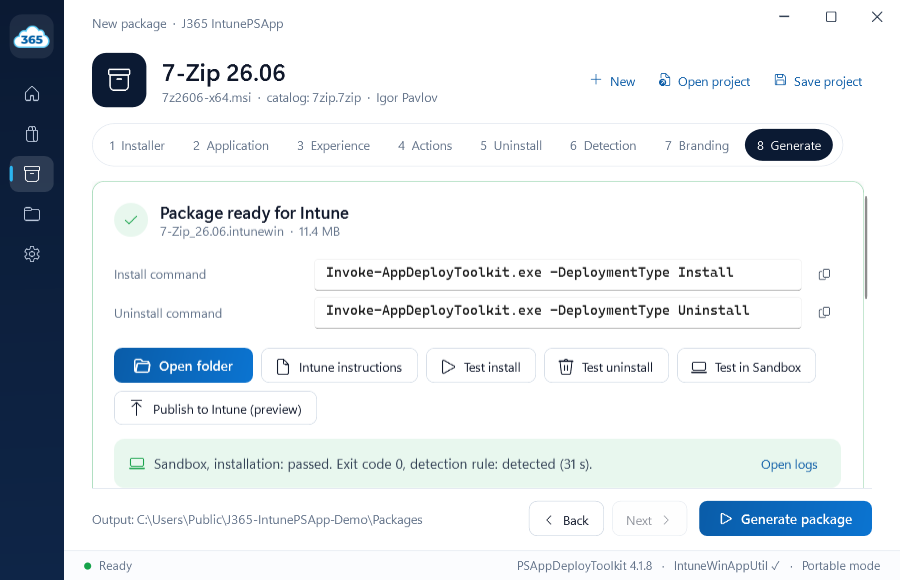 New package · J365 IntunePSApp
365
7-Zip 26.06
7z2606-x64.msi · catalog: 7zip.7zip · Igor Pavlov
New
Open project
Save project
1 Installer
2 Application
3 Experience
4 Actions
5 Uninstall
6 Detection
7 Branding
8 Generate
Package ready for Intune
7-Zip_26.06.intunewin · 11.4 MB
Install command
Invoke-AppDeployToolkit.exe -DeploymentType Install
Uninstall command
Invoke-AppDeployToolkit.exe -DeploymentType Uninstall
Open folder
Intune instructions
Test install
Test uninstall
Test in Sandbox
Publish to Intune (preview)
Sandbox, installation: passed. Exit code 0, detection rule: detected (31 s).
Open logs
Output: C:\Users\Public\J365-IntunePSApp-Demo\Packages
Back
Next
Generate package
Ready
PSAppDeployToolkit 4.1.8 · IntuneWinAppUtil ✓ · Portable mode